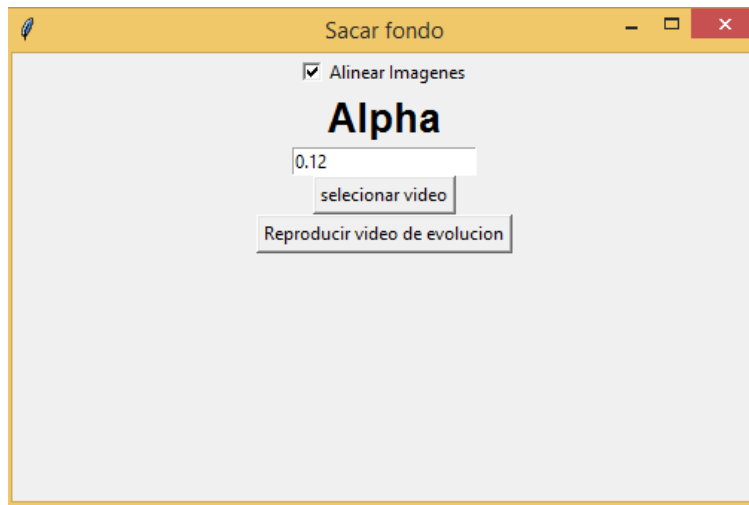 Sacar fondo
Alinear Imagenes
Alpha
0.12
selecionar video
Reproducir video de evolucion